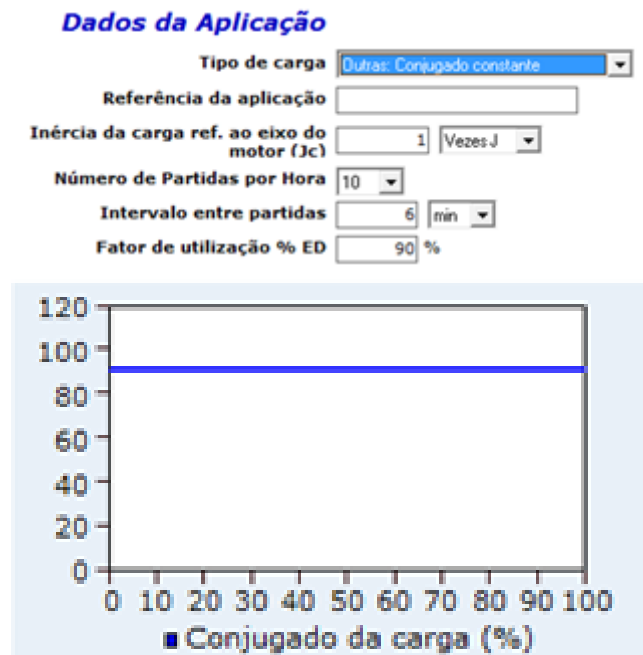 Dados da Aplicação
Tipo de carga Outras: Conjugado constante
Referência da aplicação
Inércia da carga ref. ao eixo do
motor (Jc) 1 Vezes J
Número de Partidas por Hora 10
Intervalo entre partidas 6 min
Fator de utilização % ED 90 %
120
100
80
60
40
20
0
0 10 20 30 40 50 60 70 80 90 100
Conjugado da carga (%)